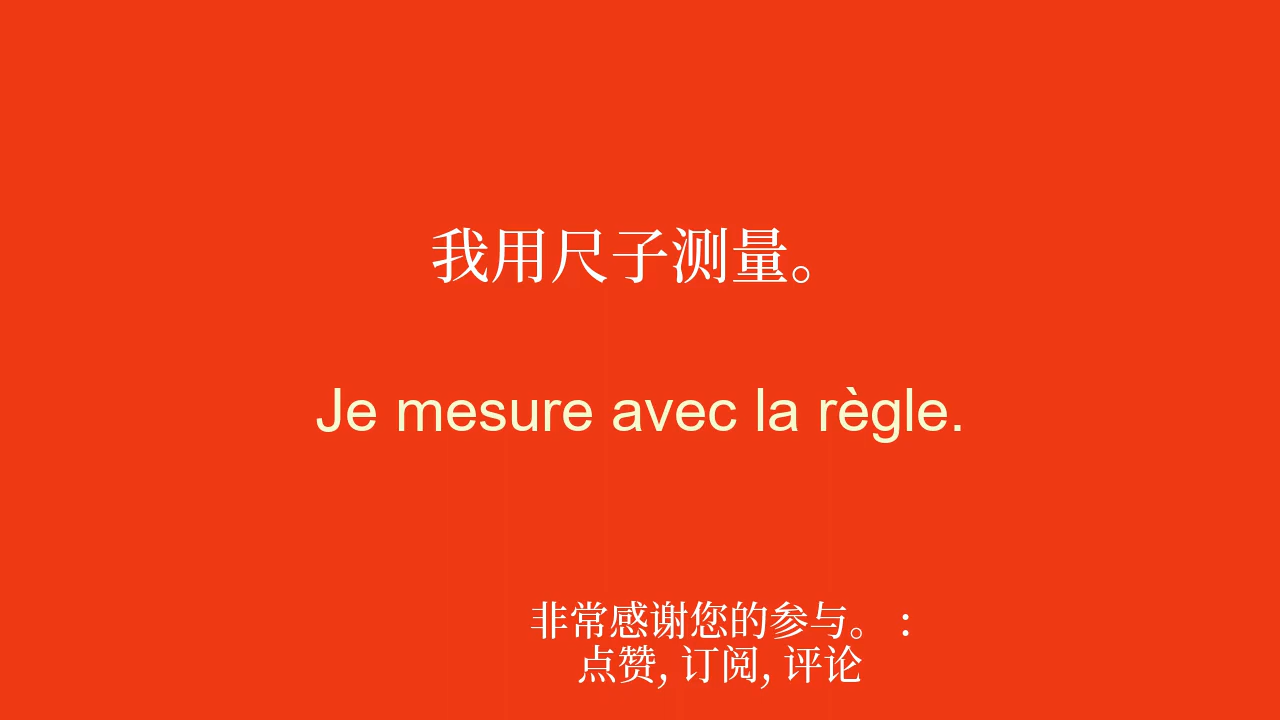 我用尺子测量。
Je mesure avec la règle.
非常感谢您的参与。 :
点赞, 订阅, 评论